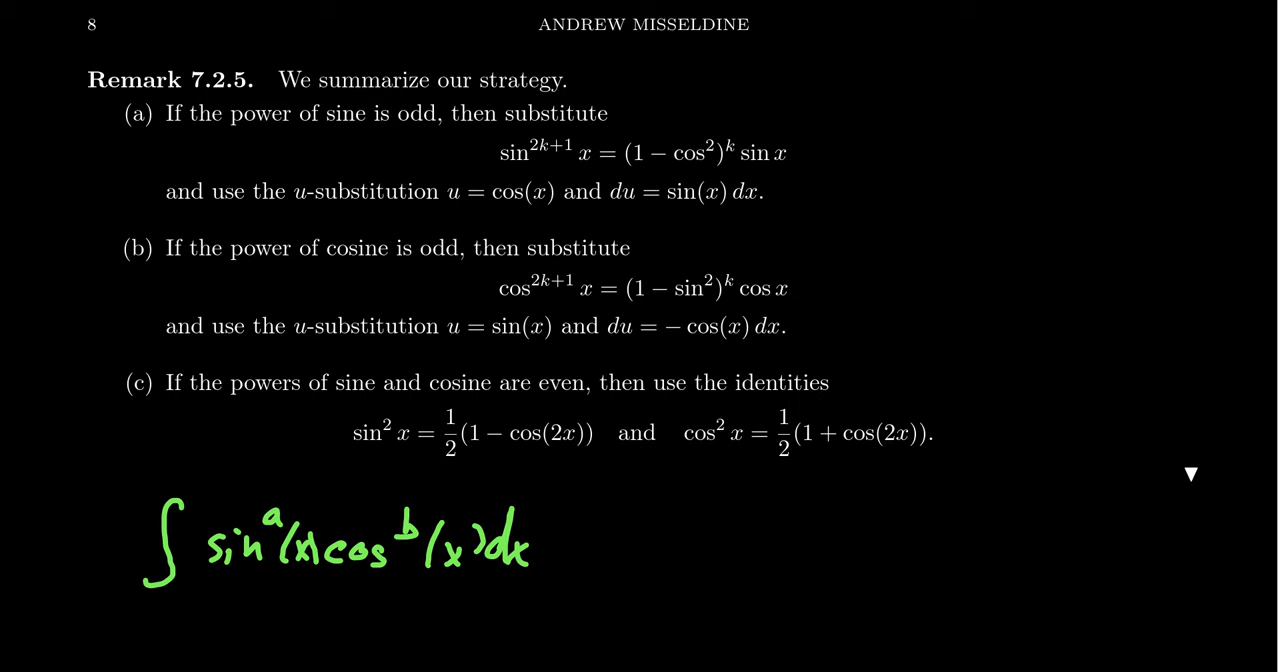 8 ANDREW MISSELDINE
Remark 7.2.5. We summarize our strategy.
(a) If the power of sine is odd, then substitute
sin^{2k+1} x = (1 − cos^2)^k sin x
and use the u-substitution u = cos(x) and du = sin(x) dx.
(b) If the power of cosine is odd, then substitute
cos^{2k+1} x = (1 − sin^2)^k cos x
and use the u-substitution u = sin(x) and du = − cos(x) dx.
(c) If the powers of sine and cosine are even, then use the identities
sin^2 x = \frac{1}{2}(1 − cos(2x)) and cos^2 x = \frac{1}{2}(1 + cos(2x)).
∫ sin^a(x) cos^b(x) dx